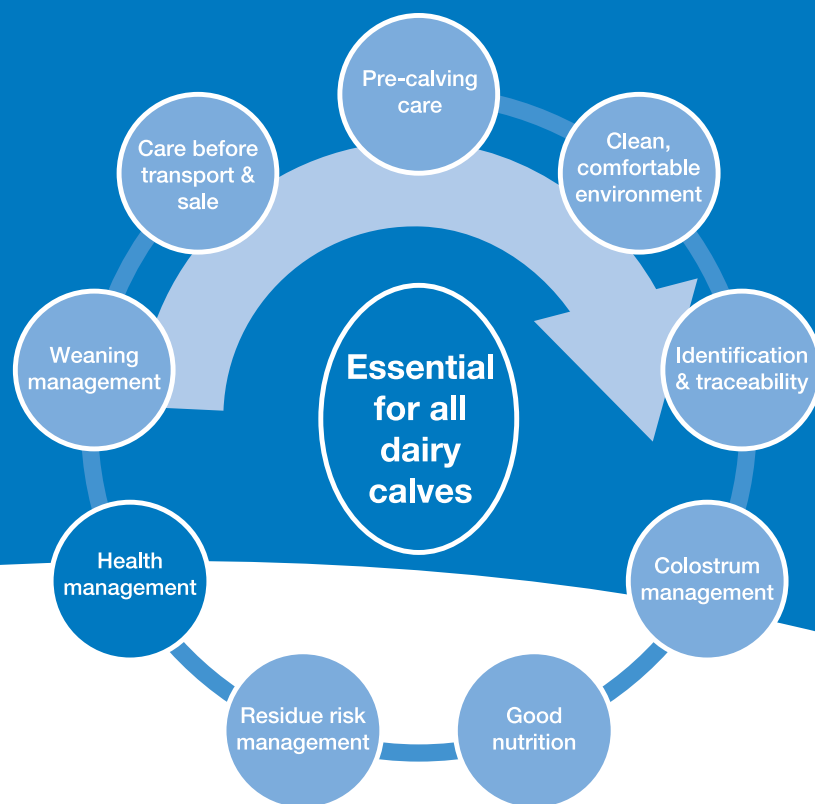 Pre-calving
care
Clean,
comfortable
environment
Identification
& traceability
Colostrum
management
Good
nutrition
Residue risk
management
Health
management
Weaning
management
Care before
transport &
sale
Essential
for all
dairy
calves